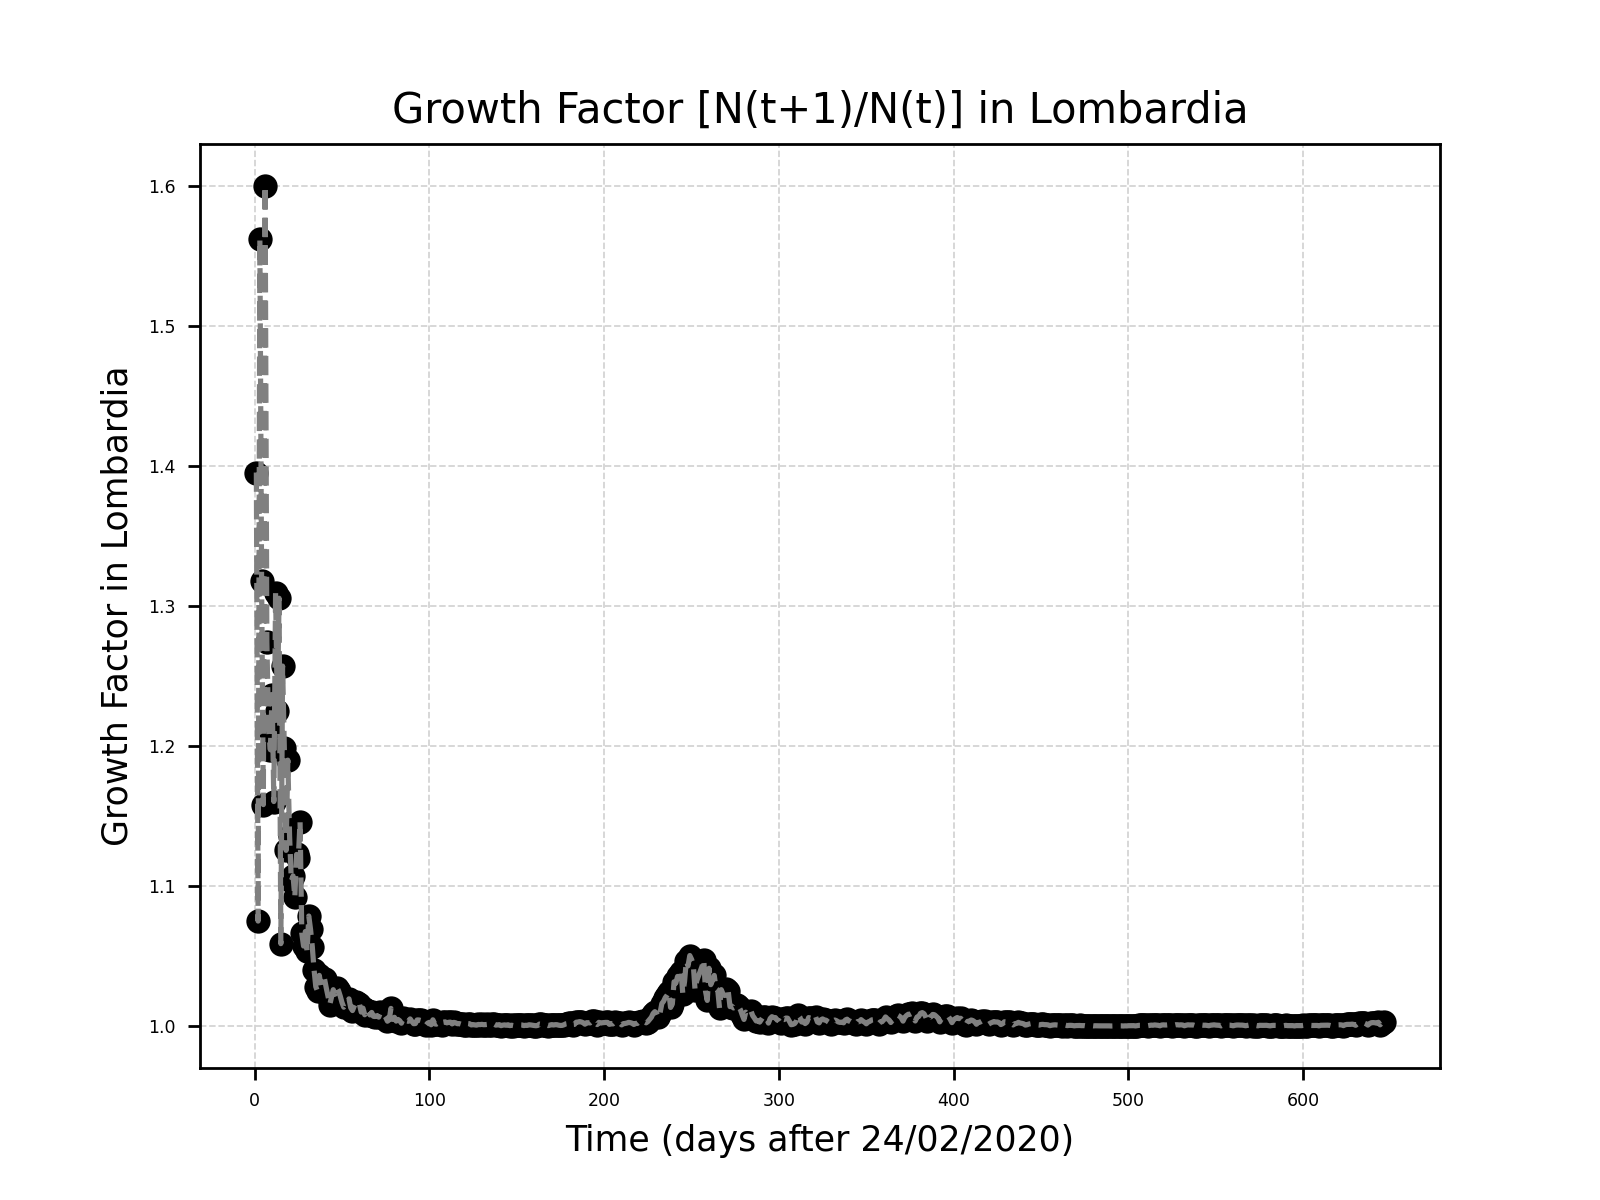 Growth Factor [N(t+1)/N(t)] in Lombardia
Growth Factor in Lombardia
1.6
1.5
1.4
1.3
1.2
1.1
1.0
0 100 200 300 400 500 600
Time (days after 24/02/2020)